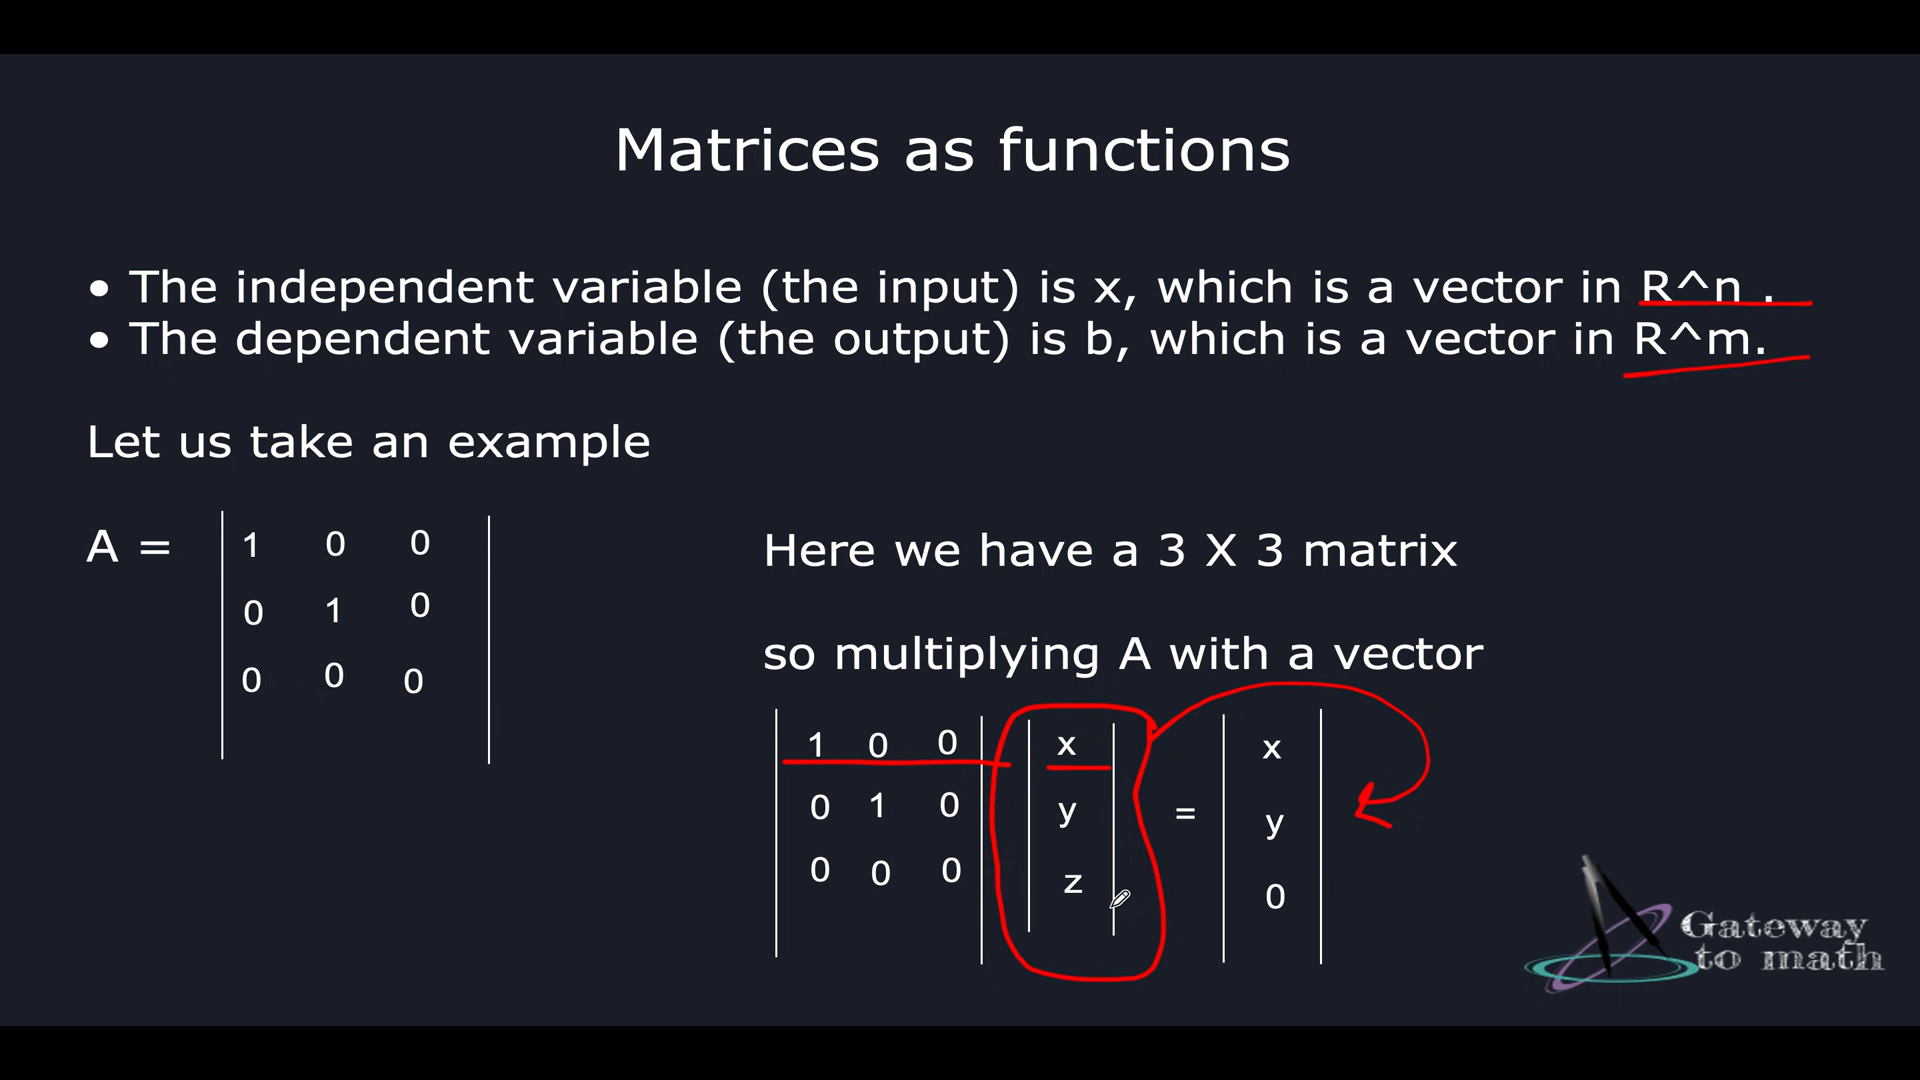 Matrices as functions
• The independent variable (the input) is x, which is a vector in R^n .
• The dependent variable (the output) is b, which is a vector in R^m.
Let us take an example
A = | 1 0 0 |
0 1 0
0 0 0
Here we have a 3 X 3 matrix
so multiplying A with a vector
1 0 0 x x
0 1 0 y = y
0 0 0 z 0
Gateway
to math